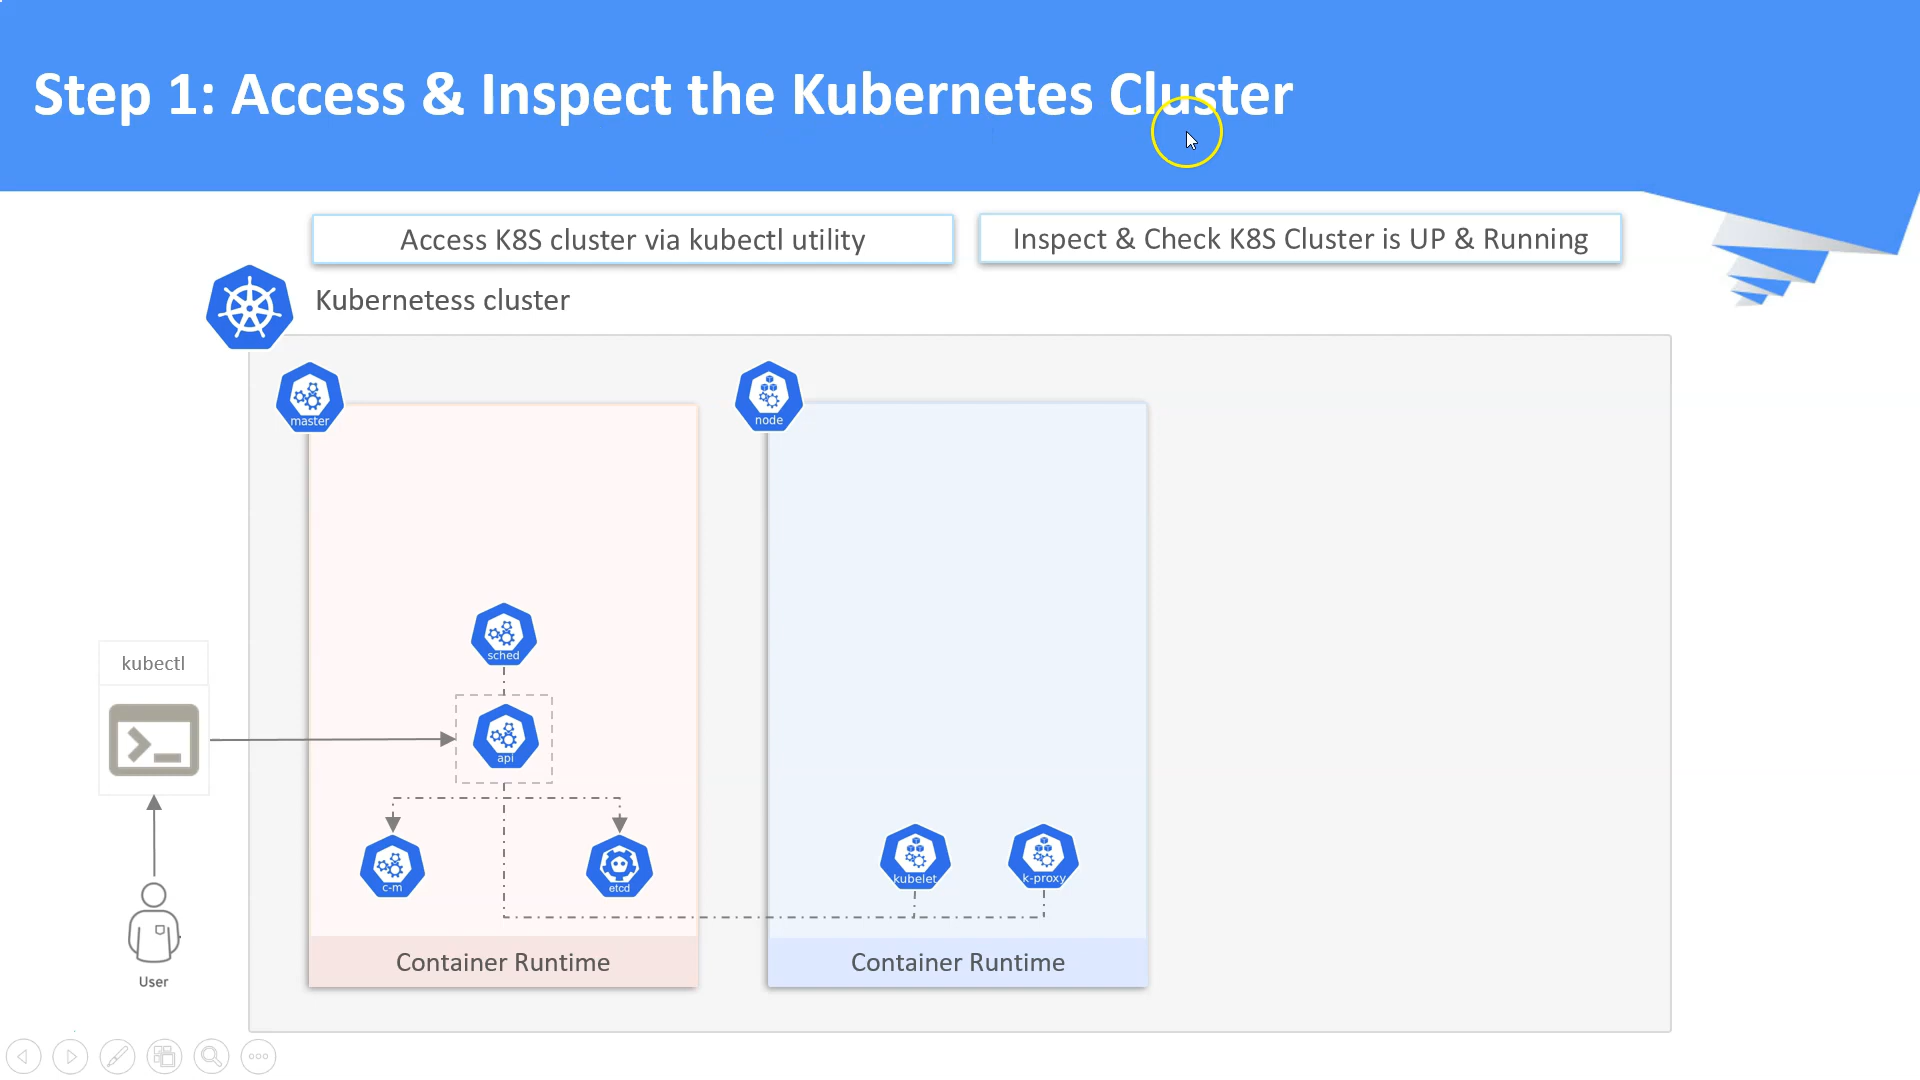 Step 1: Access & Inspect the Kubernetes Cluster
Access K8S cluster via kubectl utility
Inspect & Check K8S Cluster is UP & Running
Kubernetess cluster
master
node
sched
kubectl
api
c-m
etcd
kubelet
k-proxy
Container Runtime
Container Runtime
User